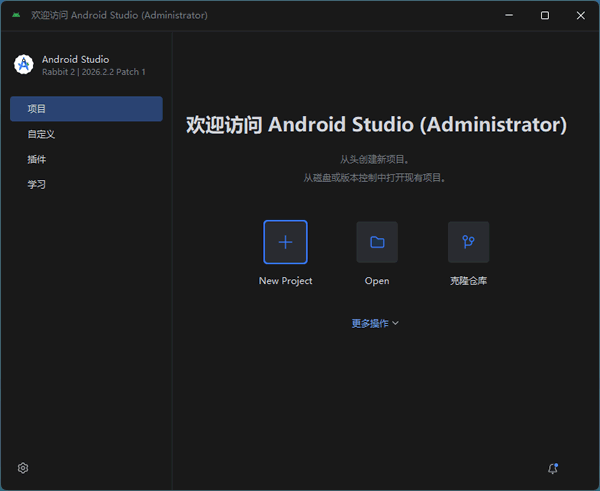 欢迎访问 Android Studio (Administrator)
Android Studio
Rabbit 2 | 2026.2.2 Patch 1
项目
自定义
插件
学习
欢迎访问 Android Studio (Administrator)
从头创建新项目。
从磁盘或版本控制中打开现有项目。
New Project
Open
克隆仓库
更多操作